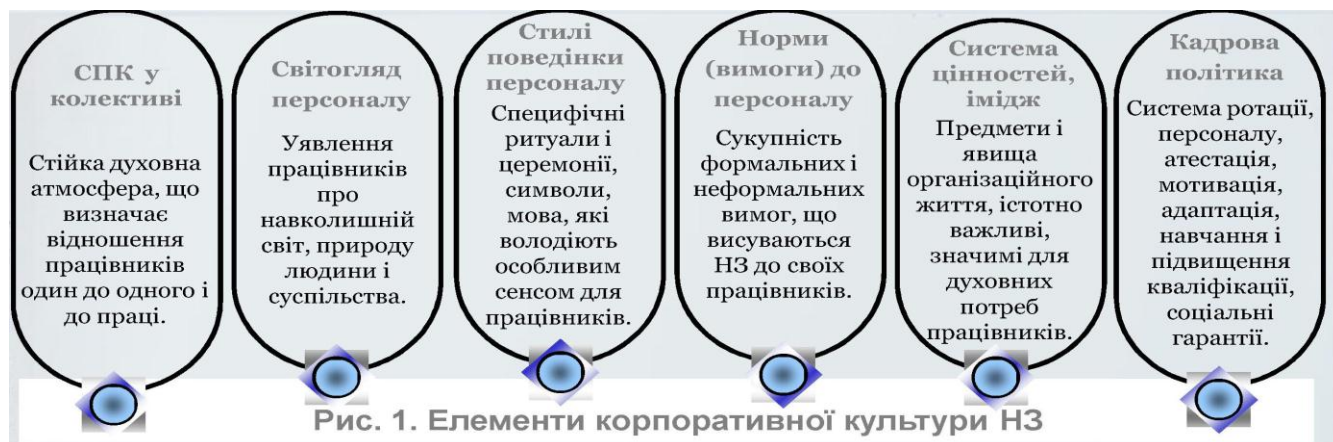 СПК у
колективі
Стійка духовна
атмосфера, що
визначає
відношення
працівників
один до одного і
до праці.
Світогляд
персоналу
Уявлення
працівників
про
навколишній
світ, природу
людини і
суспільства.
Стилі
поведінки
персоналу
Специфічні
ритуали і
церемонії,
символи,
мова, які
володіють
особливим
сенсом для
працівників.
Норми
(вимоги) до
персоналу
Сукупність
формальних і
неформальних
вимог, що
висуваються
НЗ до своїх
працівників.
Система
цінностей,
імідж
Предмети і
явища
організаційного
життя, істотно
важливі,
значимі для
духовних
потреб
працівників.
Кадрова
політика
Система ротації,
персоналу,
атестація,
мотивація,
адаптація,
навчання і
підвищення
кваліфікації,
соціальні
гарантії.
Рис. 1. Елементи корпоративної культури НЗ